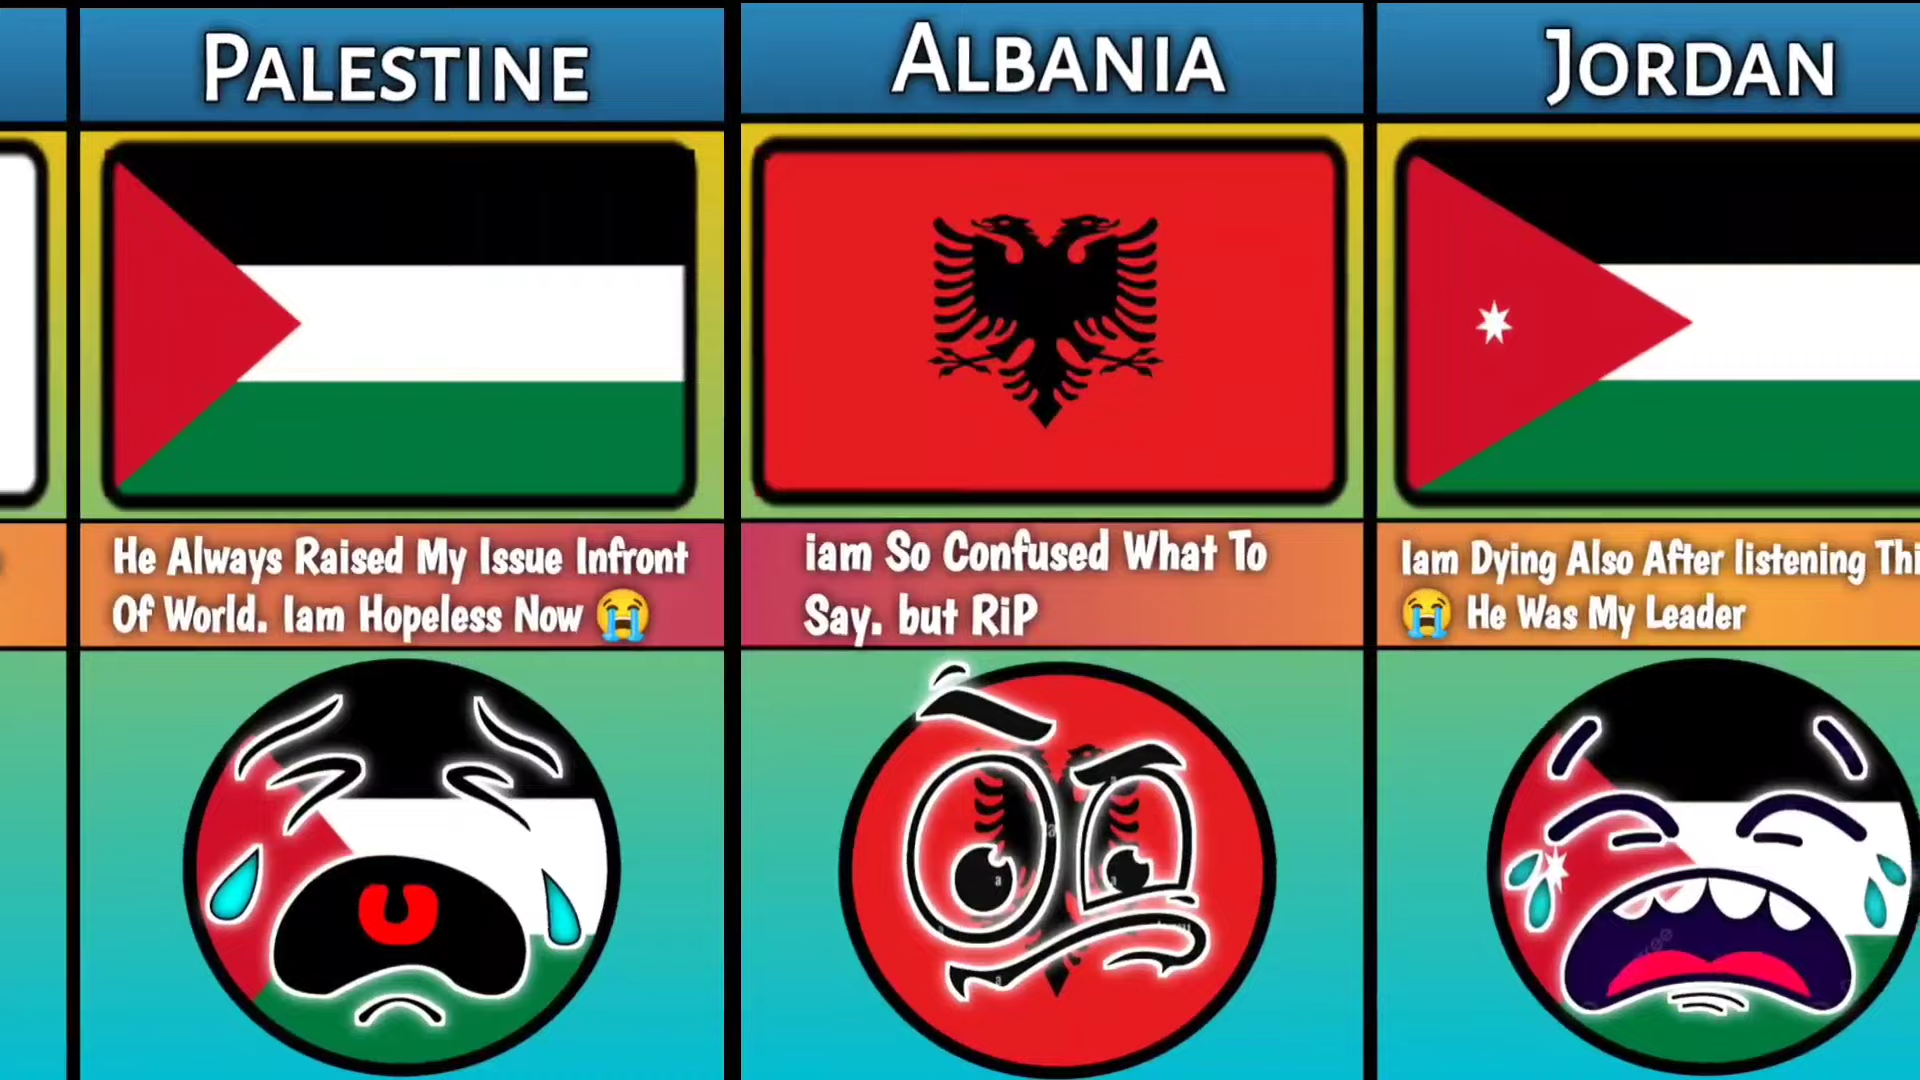 PALESTINE
He Always Raised My Issue Infront
Of World. Iam Hopeless Now 😭
ALBANIA
iam So Confused What To
Say. but RiP
JORDAN
Iam Dying Also After listening Thi
😭 He Was My Leader